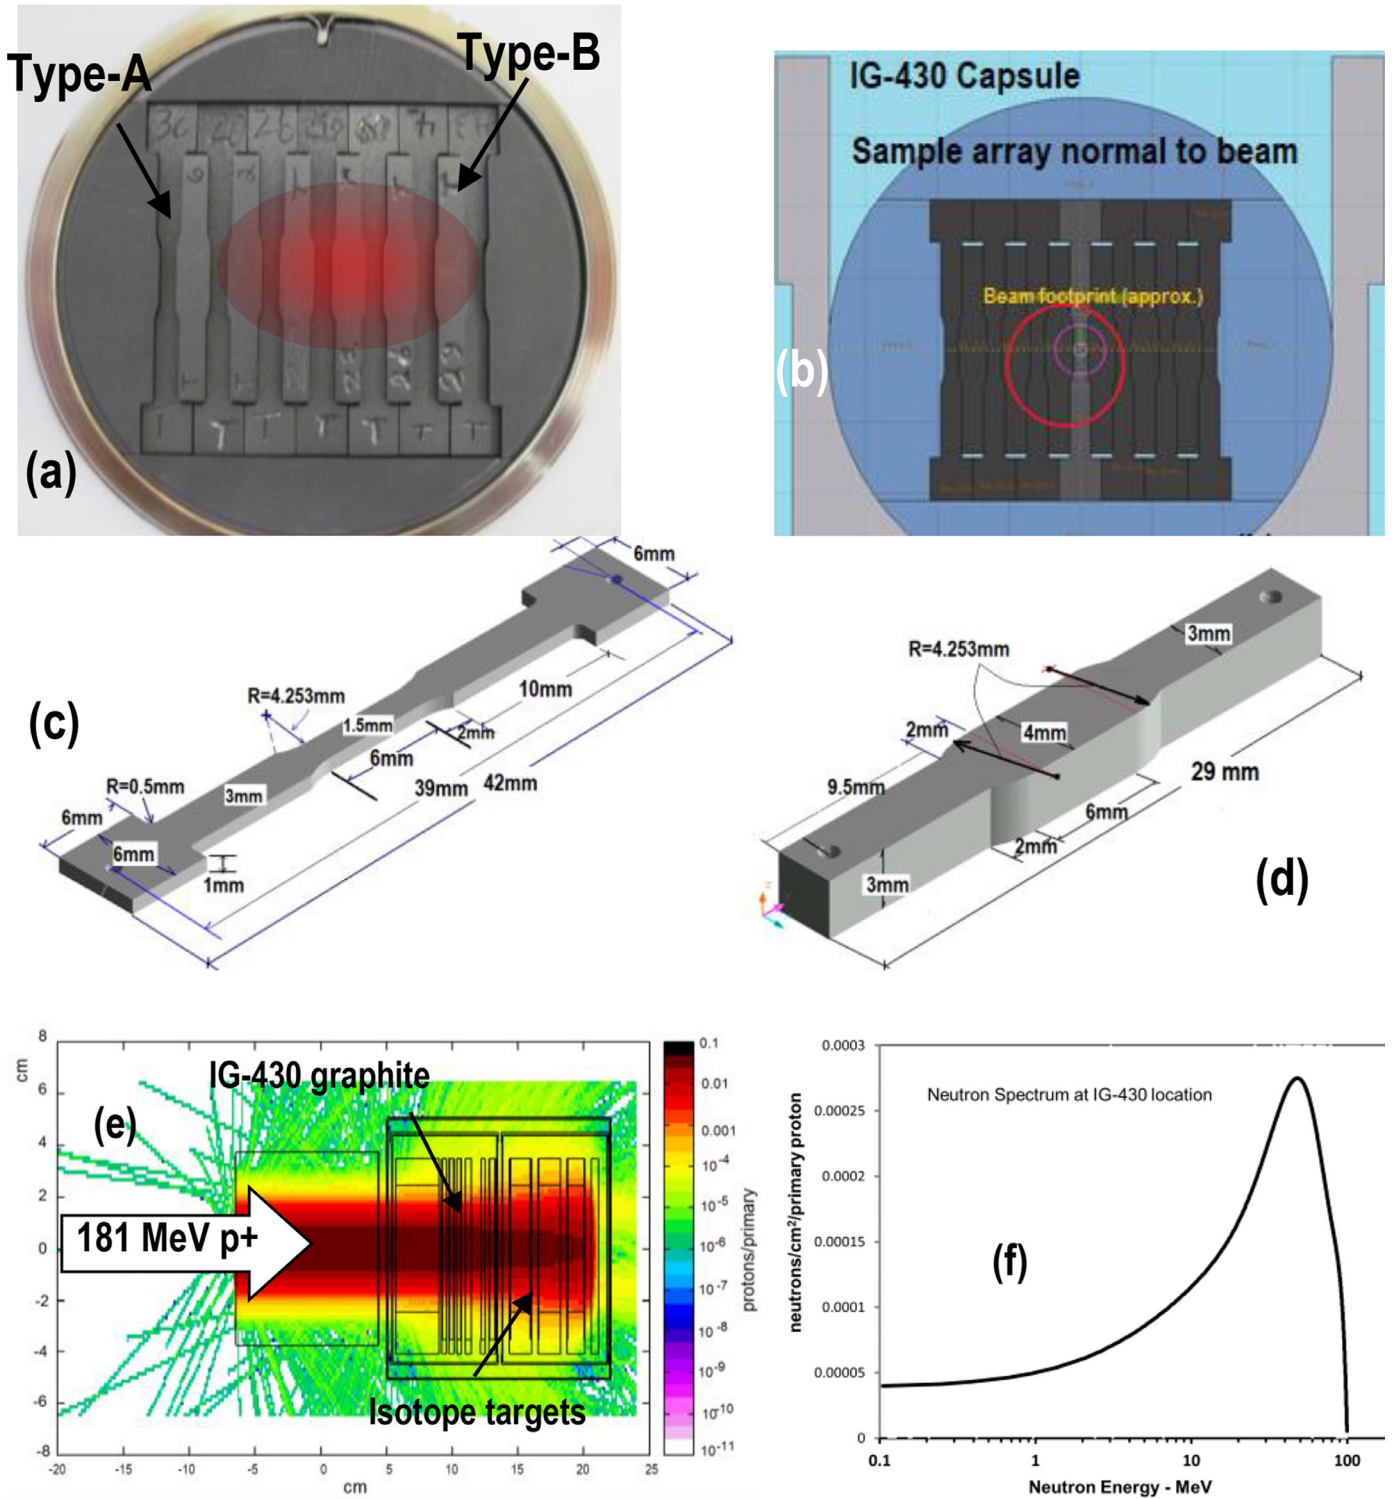 Type-A
Type-B
(a)
IG-430 Capsule
Sample array normal to beam
Beam footprint (approx.)
(b)
(c)
6mm
R=4.253mm
10mm
1.5mm
2mm
6mm
39mm
42mm
R=0.5mm
3mm
6mm
6mm
1mm
3mm
R=4.253mm
2mm
4mm
9.5mm
29 mm
6mm
2mm
3mm
(d)
8
6
4
2
0
-2
-4
-6
-8
cm
-20
-15
-10
-5
0
5
10
15
20
25
cm
IG-430 graphite
(e)
181 MeV p+
Isotope targets
0.1
0.01
0.001
10-4
10-5
10-6
10-7
10-8
10-9
10-10
10-11
protons/primary
0.0003
0.00025
0.0002
0.00015
0.0001
0.00005
0
neutrons/cm²/primary proton
Neutron Spectrum at IG-430 location
(f)
0.1
1
10
100
Neutron Energy - MeV